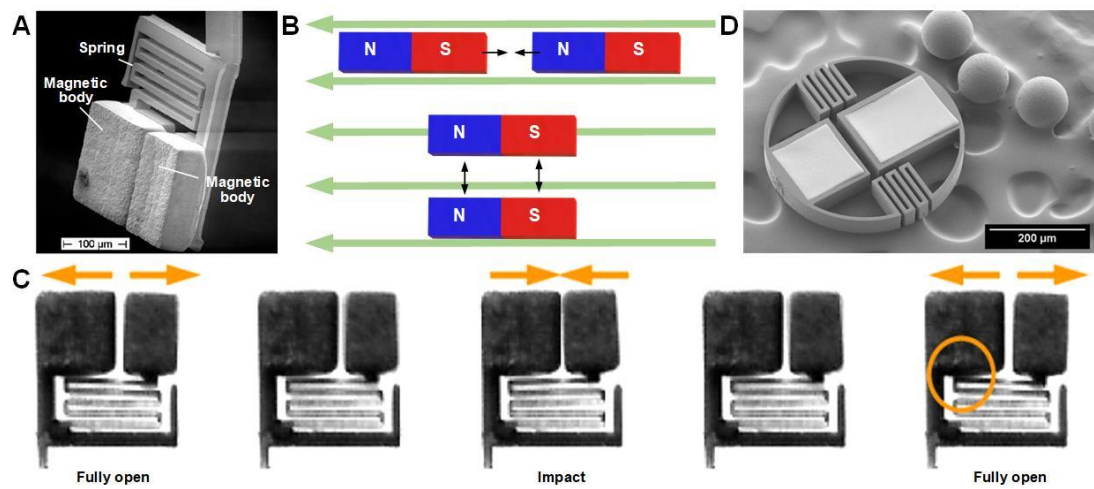 A
Spring
Magnetic
body
Magnetic
body
100 µm
B
N S N S
N S
N S
D
200 µm
C
Fully open
Impact
Fully open